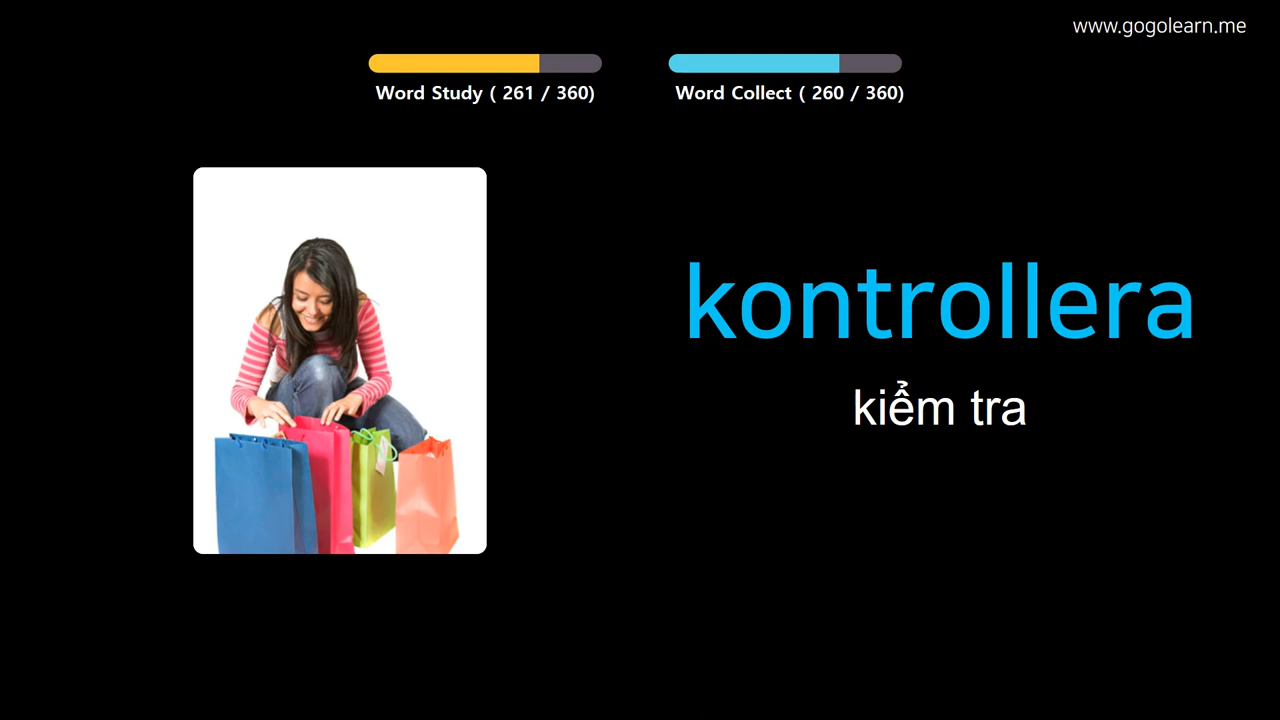 www.gogolearn.me
Word Study ( 261 / 360)
Word Collect ( 260 / 360)
kontrollera
kiểm tra